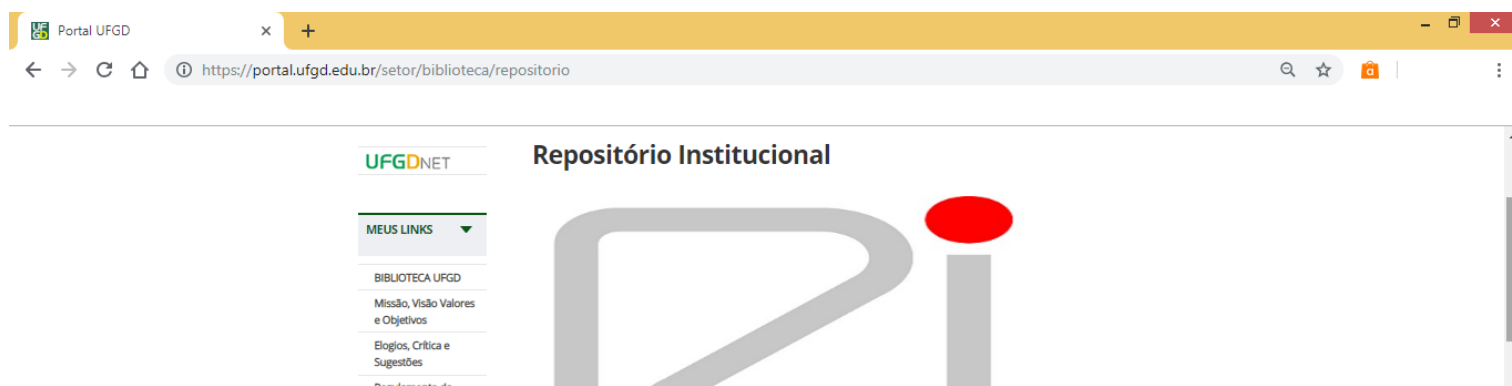 Portal UFGD
https://portal.ufgd.edu.br/setor/biblioteca/repositorio
UFGDNET
Repositório Institucional
MEUS LINKS
BIBLIOTECA UFGD
Missão, Visão Valores
e Objetivos
Elogios, Crítica e
Sugestões